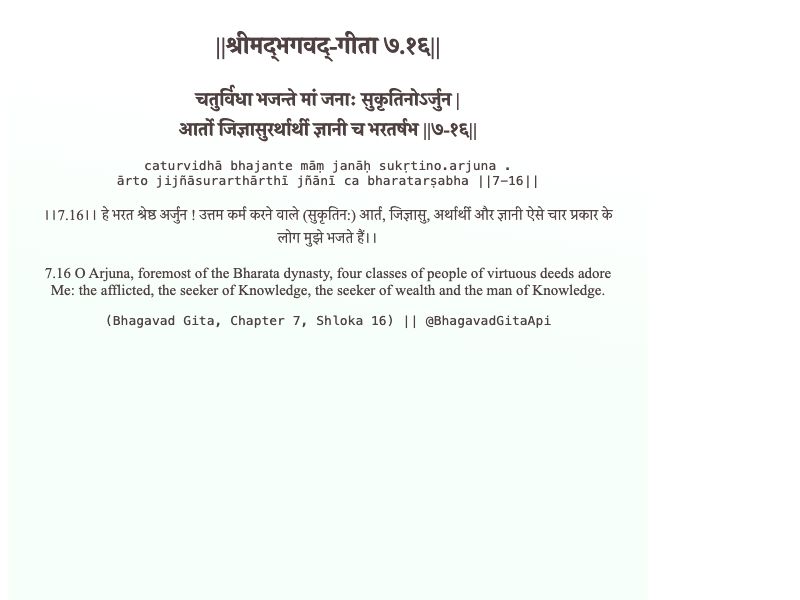 ||श्रीमद्‍भगवद्‍-गीता ७.१६||
चतुर्विधा भजन्ते मां जनाः सुकृतिनोऽर्जुन |
आर्तो जिज्ञासुरर्थार्थी ज्ञानी च भरतर्षभ ||७-१६||
caturvidhā bhajante māṃ janāḥ sukṛtino.arjuna .
ārto jijñāsurarthārthī jñānī ca bharatarṣabha ||7-16||
।।7.16।। हे भरत श्रेष्ठ अर्जुन ! उत्तम कर्म करने वाले (सुकृतिन:) आर्त, जिज्ञासु, अर्थार्थी और ज्ञानी ऐसे चार प्रकार के
लोग मुझे भजते हैं।।
7.16 O Arjuna, foremost of the Bharata dynasty, four classes of people of virtuous deeds adore
Me: the afflicted, the seeker of Knowledge, the seeker of wealth and the man of Knowledge.
(Bhagavad Gita, Chapter 7, Shloka 16) || @BhagavadGitaApi